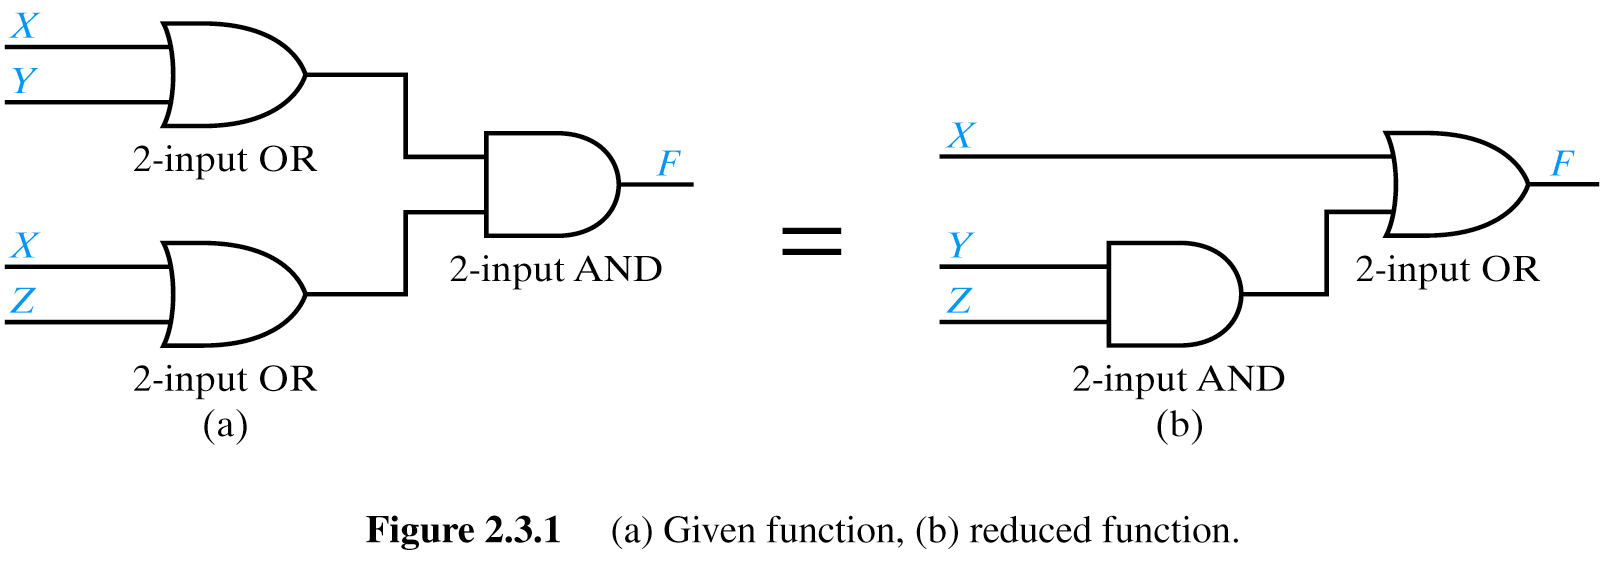 X
Y
2-input OR
F
X
Z
2-input AND
2-input OR
(a)
=
X
F
Y
Z
2-input OR
2-input AND
(b)
Figure 2.3.1 (a) Given function, (b) reduced function.